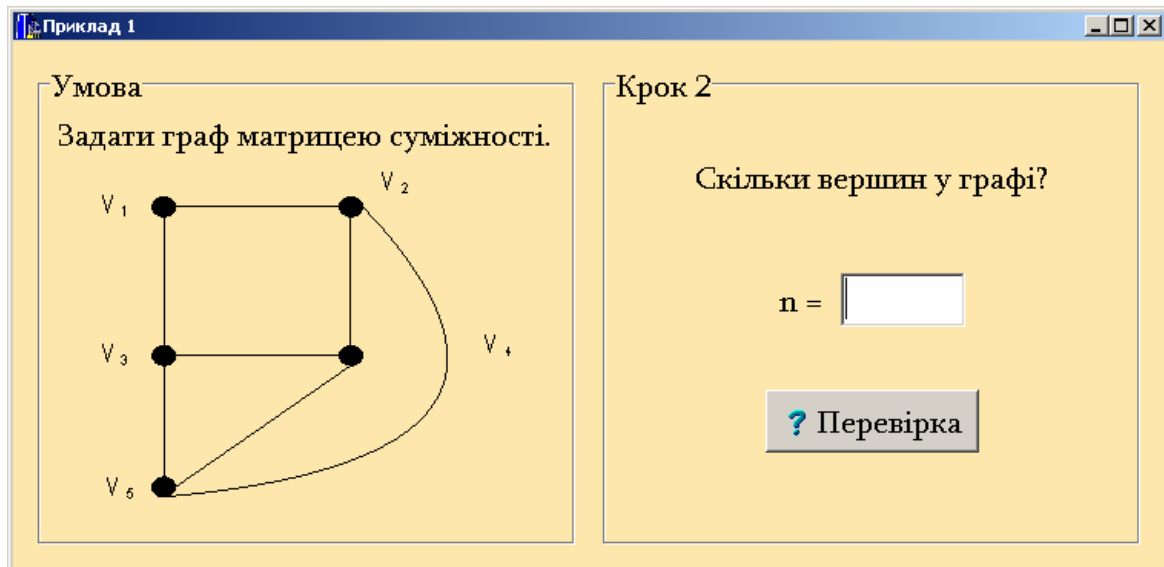 Приклад 1
Умова
Задати граф матрицею суміжності.
V 2
V 1
V 3
V 4
V 5
Крок 2
Скільки вершин у графі?
n =
? Перевірка